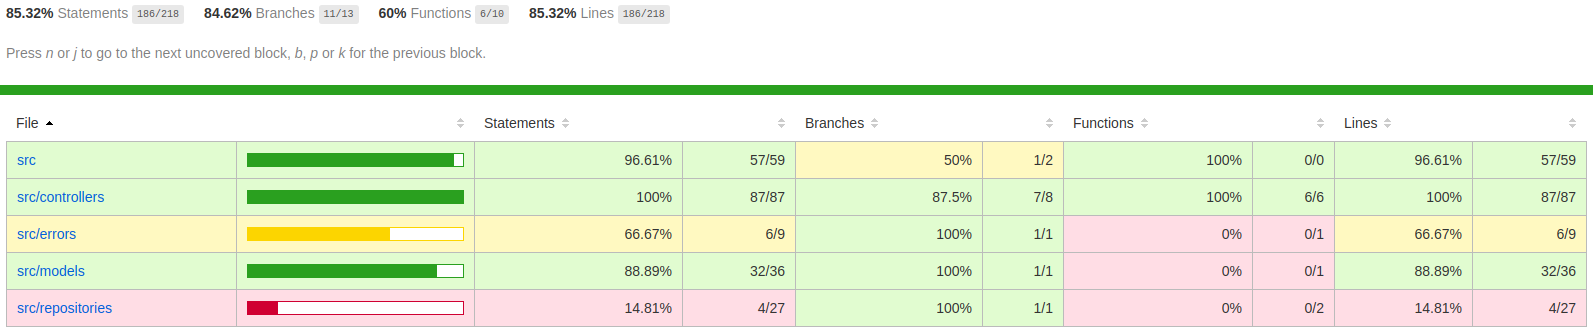 85.32% Statements 186/218 84.62% Branches 11/13 60% Functions 6/10 85.32% Lines 186/218
Press n or j to go to the next uncovered block, b, p or k for the previous block.
File Statements Branches Functions Lines
src 96.61% 57/59 50% 1/2 100% 0/0 96.61% 57/59
src/controllers 100% 87/87 87.5% 7/8 100% 6/6 100% 87/87
src/errors 66.67% 6/9 100% 1/1 0% 0/1 66.67% 6/9
src/models 88.89% 32/36 100% 1/1 0% 0/1 88.89% 32/36
src/repositories 14.81% 4/27 100% 1/1 0% 0/2 14.81% 4/27